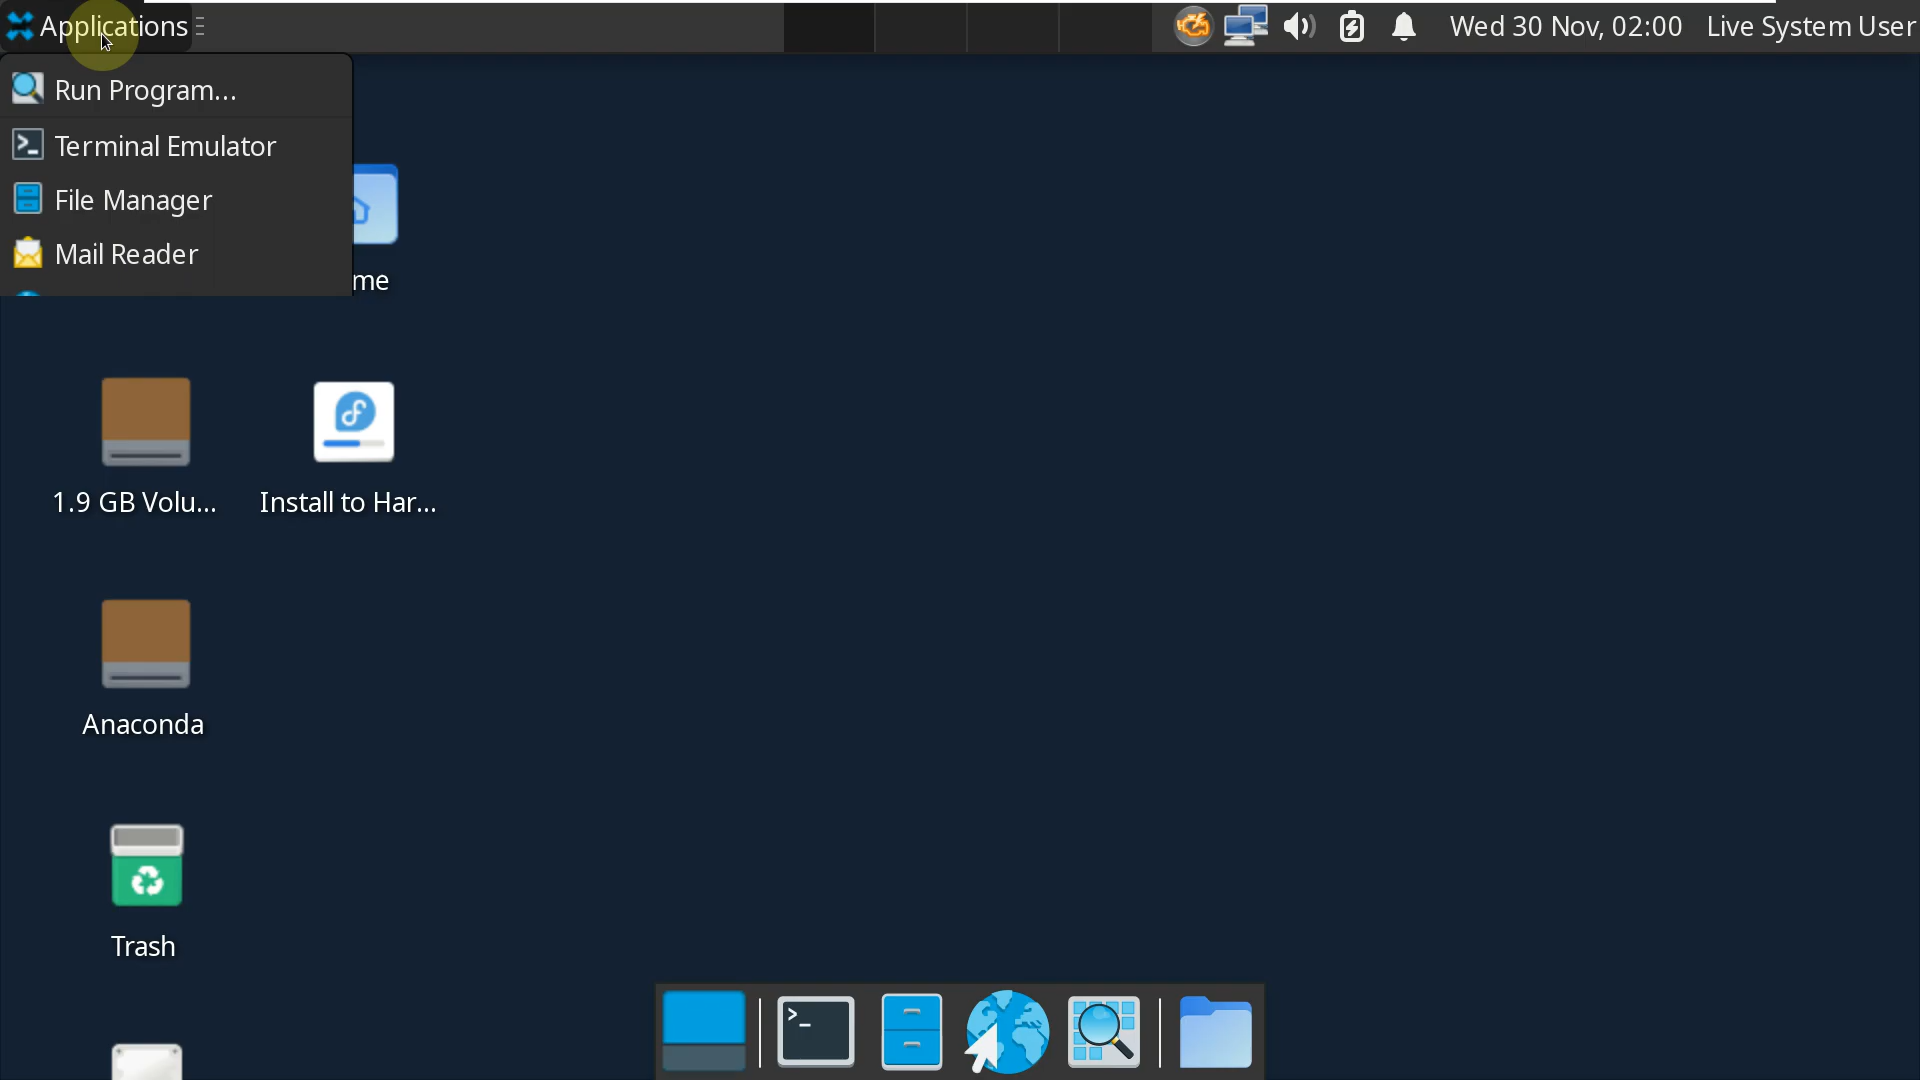 Applications
Wed 30 Nov, 02:00
Live System User
Run Program...
Terminal Emulator
File Manager
Mail Reader
me
1.9 GB Volu...
Install to Har...
Anaconda
Trash